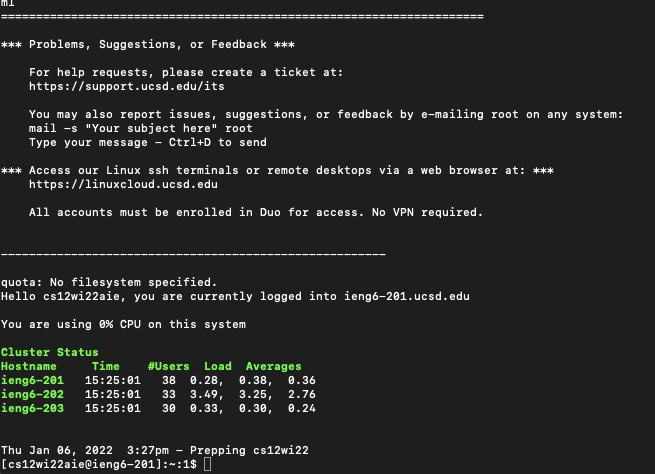 ml
=====================================================================
*** Problems, Suggestions, or Feedback ***
For help requests, please create a ticket at:
https://support.ucsd.edu/its
You may also report issues, suggestions, or feedback by e-mailing root on any system:
mail -s "Your subject here" root
Type your message - Ctrl+D to send
*** Access our Linux ssh terminals or remote desktops via a web browser at: ***
https://linuxcloud.ucsd.edu
All accounts must be enrolled in Duo for access. No VPN required.
-------------------------------------------------------
quota: No filesystem specified.
Hello cs12wi22aie, you are currently logged into ieng6-201.ucsd.edu
You are using 0% CPU on this system
Cluster Status
Hostname     Time    #Users  Load  Averages
ieng6-201   15:25:01   38  0.28,  0.38,  0.36
ieng6-202   15:25:01   33  3.49,  3.25,  2.76
ieng6-203   15:25:01   30  0.33,  0.30,  0.24
Thu Jan 06, 2022  3:27pm - Prepping cs12wi22
[cs12wi22aie@ieng6-201]:~:1$